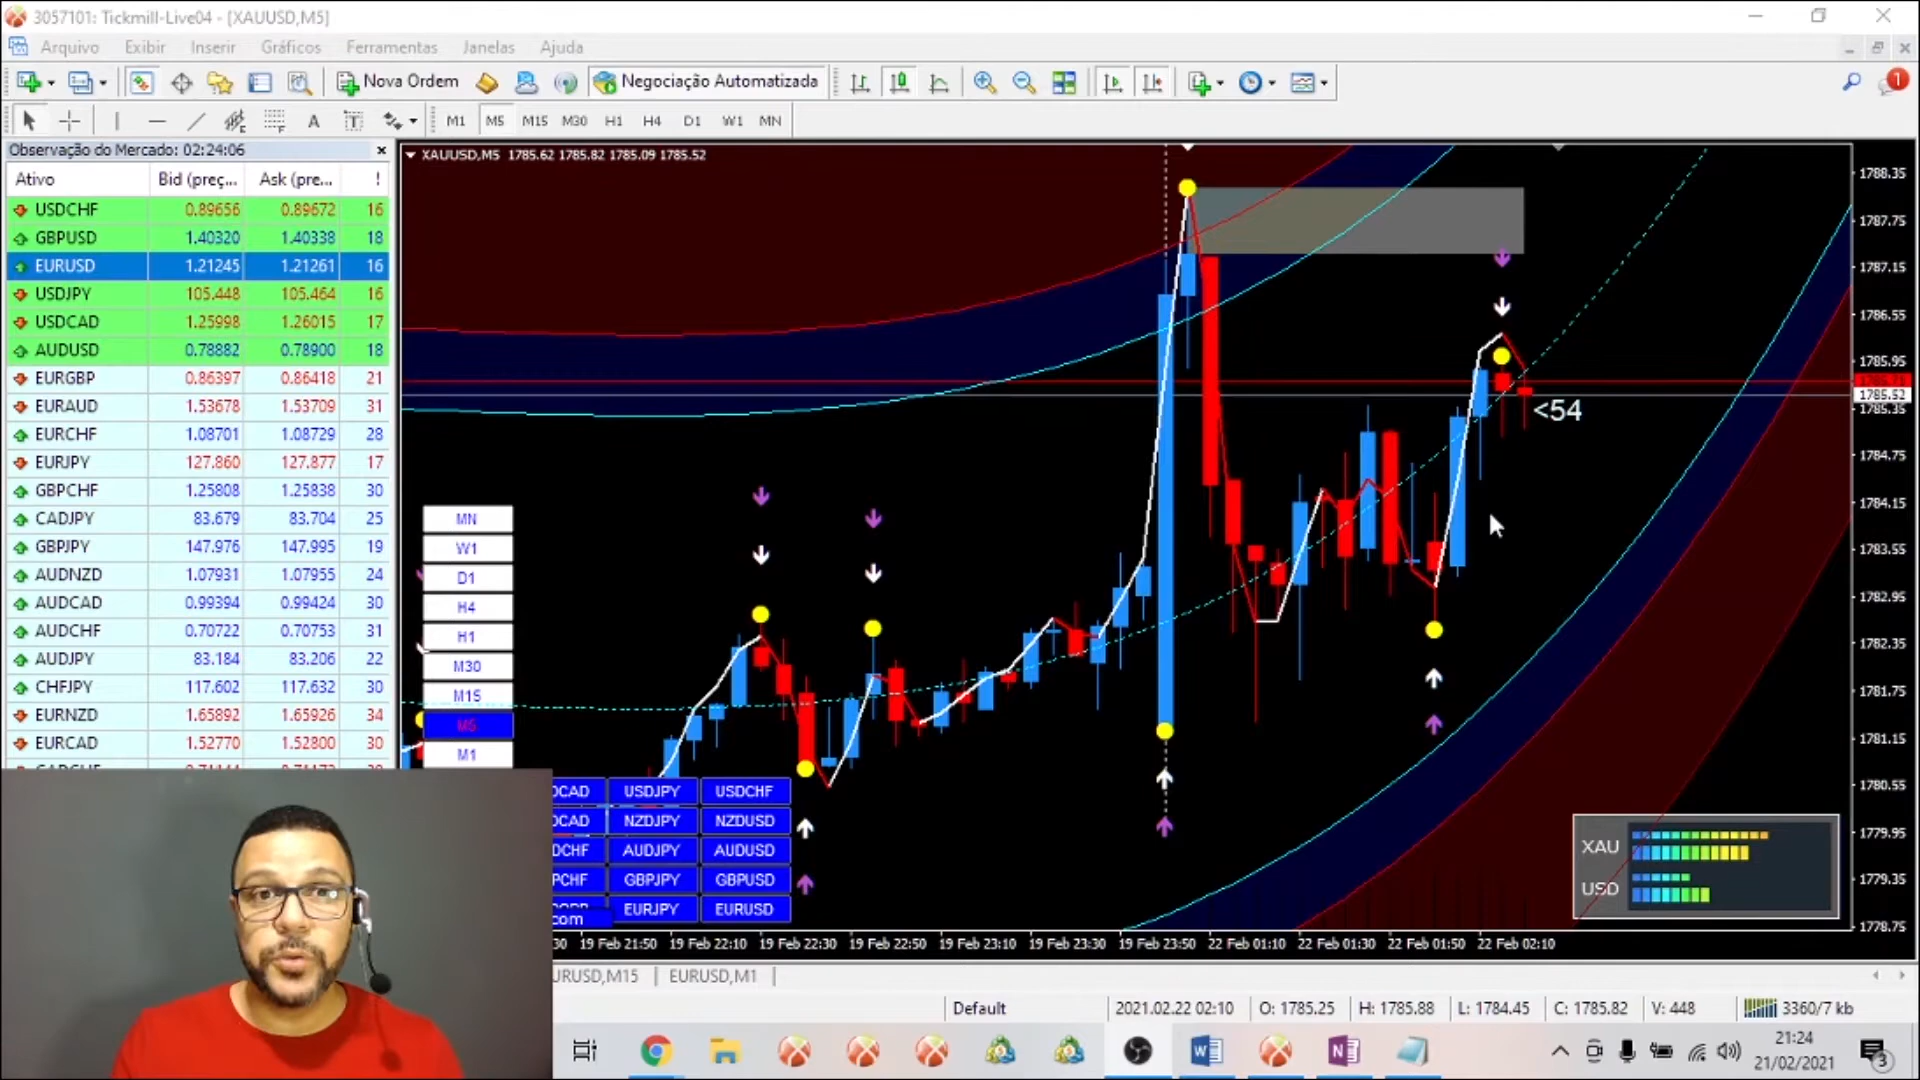 3057101: Tickmill-Live04 - [XAUUSD,M5]
Arquivo Exibir Inserir Gráficos Ferramentas Janelas Ajuda
Nova Ordem Negociação Automatizada 1
A T M1 M5 M15 M30 H1 H4 D1 W1 MN
Observação do Mercado: 02:24:06
Ativo Bid (preç... Ask (pre... !
USDCHF 0.89656 0.89672 16
GBPUSD 1.40320 1.40338 18
EURUSD 1.21245 1.21261 16
USDJPY 105.448 105.464 16
USDCAD 1.25998 1.26015 17
AUDUSD 0.78882 0.78900 18
EURGBP 0.86397 0.86418 21
EURAUD 1.53678 1.53709 31
EURCHF 1.08701 1.08729 28
EURJPY 127.860 127.877 17
GBPCHF 1.25808 1.25838 30
CADJPY 83.679 83.704 25
GBPJPY 147.976 147.995 19
AUDNZD 1.07931 1.07955 24
AUDCAD 0.99394 0.99424 30
AUDCHF 0.70722 0.70753 31
AUDJPY 83.184 83.206 22
CHFJPY 117.602 117.632 30
EURNZD 1.65892 1.65926 34
EURCAD 1.52770 1.52800 30
XAUUSD,M5 1785.62 1785.82 1785.09 1785.52
1788.35
1787.75
1787.15
1786.55
1785.95
1785.52
1785.35
1784.75
1784.15
1783.55
1782.95
1782.35
1781.75
1781.15
1780.55
1779.95
1779.35
1778.75
<54
MN
W1
D1
H4
H1
M30
M15
M5
M1
DCAD USDJPY USDCHF
DCAD NZDJPY NZDUSD
DCHF AUDJPY AUDUSD
PCHF GBPJPY GBPUSD
EURJPY EURUSD
com
XAU
USD
30 19 Feb 21:50 19 Feb 22:10 19 Feb 22:30 19 Feb 22:50 19 Feb 23:10 19 Feb 23:30 19 Feb 23:50 22 Feb 01:10 22 Feb 01:30 22 Feb 01:50 22 Feb 02:10
URUSD,M15 EURUSD,M1
Default 2021.02.22 02:10 O: 1785.25 H: 1785.88 L: 1784.45 C: 1785.82 V: 448 3360/7 kb
21:24
21/02/2021
3